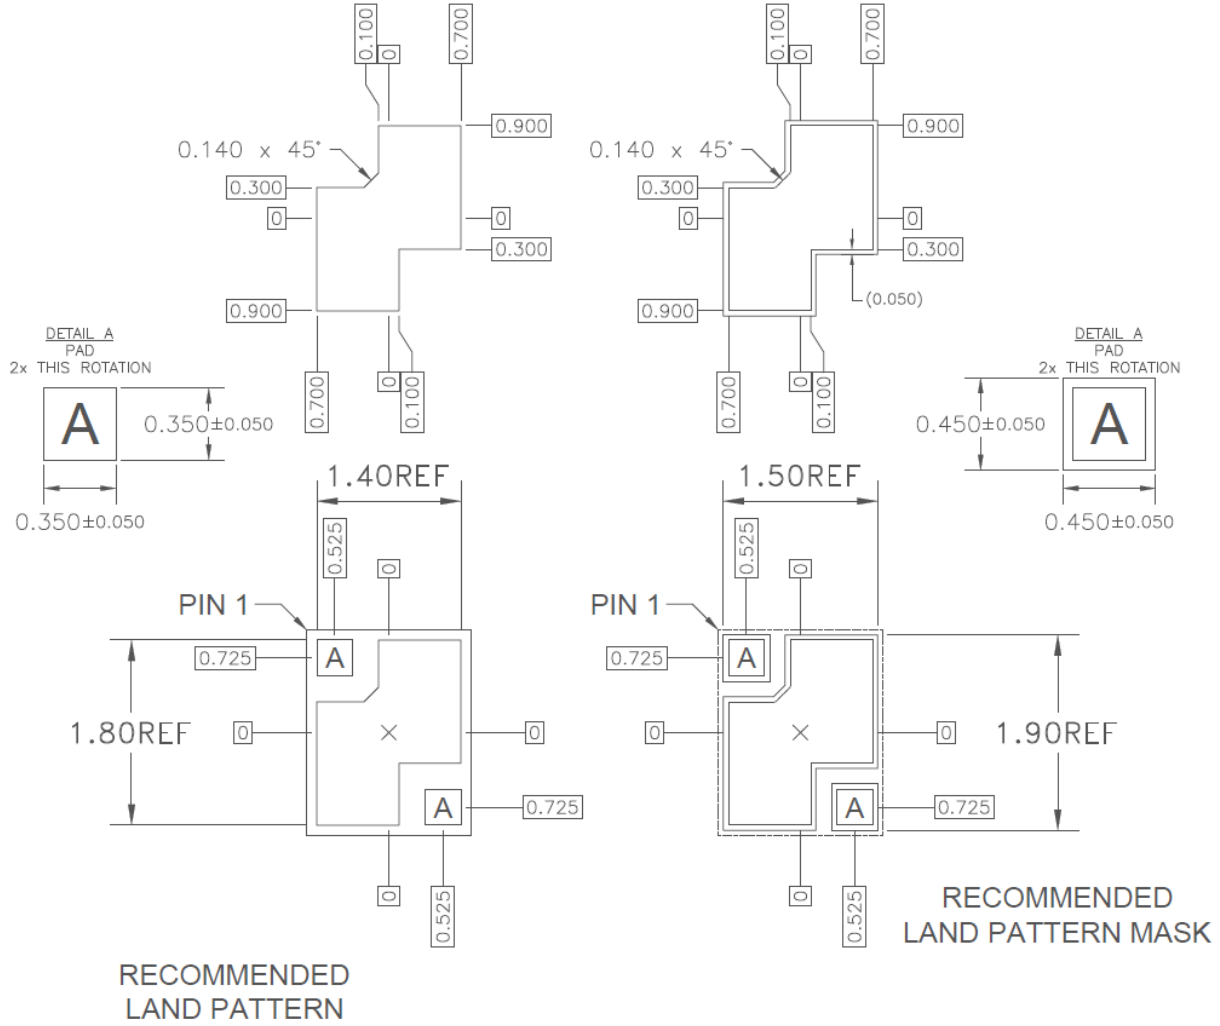 0.100
0
0.700
0.900
0.140 x 45°
0.300
0
0
0.300
0.900
0.700
0
0.100
0.100
0
0.700
0.900
0.140 x 45°
0.300
0
0
0.300
(0.050)
0.900
0.700
0
0.100
DETAIL A
PAD
2x THIS ROTATION
A
0.350±0.050
0.350±0.050
DETAIL A
PAD
2x THIS ROTATION
A
0.450±0.050
0.450±0.050
1.40REF
0.525
0
PIN 1
A
0.725
1.80REF
0
0
A
0.725
0
0.525
RECOMMENDED
LAND PATTERN
1.50REF
0.525
0
PIN 1
A
0.725
0
0
1.90REF
A
0.725
0
0.525
RECOMMENDED
LAND PATTERN MASK